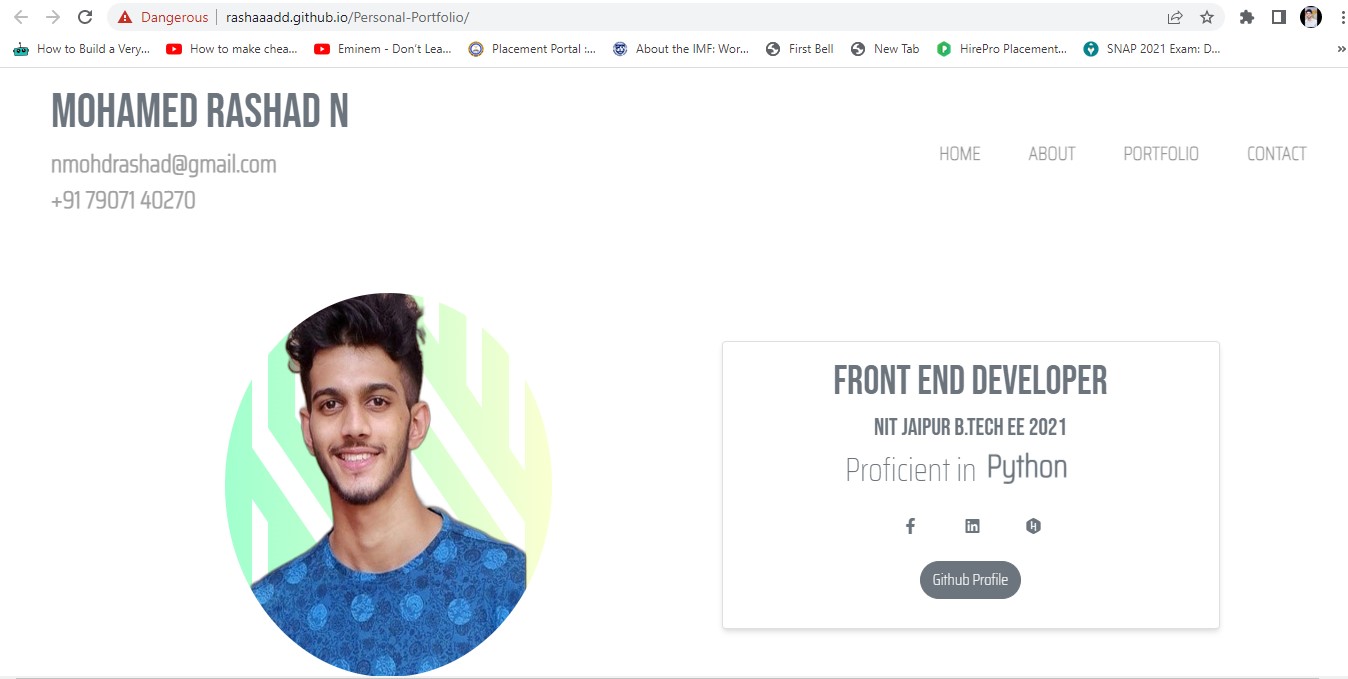 Dangerous rashaaadd.github.io/Personal-Portfolio/
How to Build a Very... How to make chea... Eminem - Don't Lea... Placement Portal :... About the IMF: Wor... First Bell New Tab HirePro Placement... SNAP 2021 Exam: D... »
MOHAMED RASHAD N
nmohdrashad@gmail.com
+91 79071 40270
HOME ABOUT PORTFOLIO CONTACT
FRONT END DEVELOPER
NIT JAIPUR B.TECH EE 2021
Proficient in Python
Github Profile